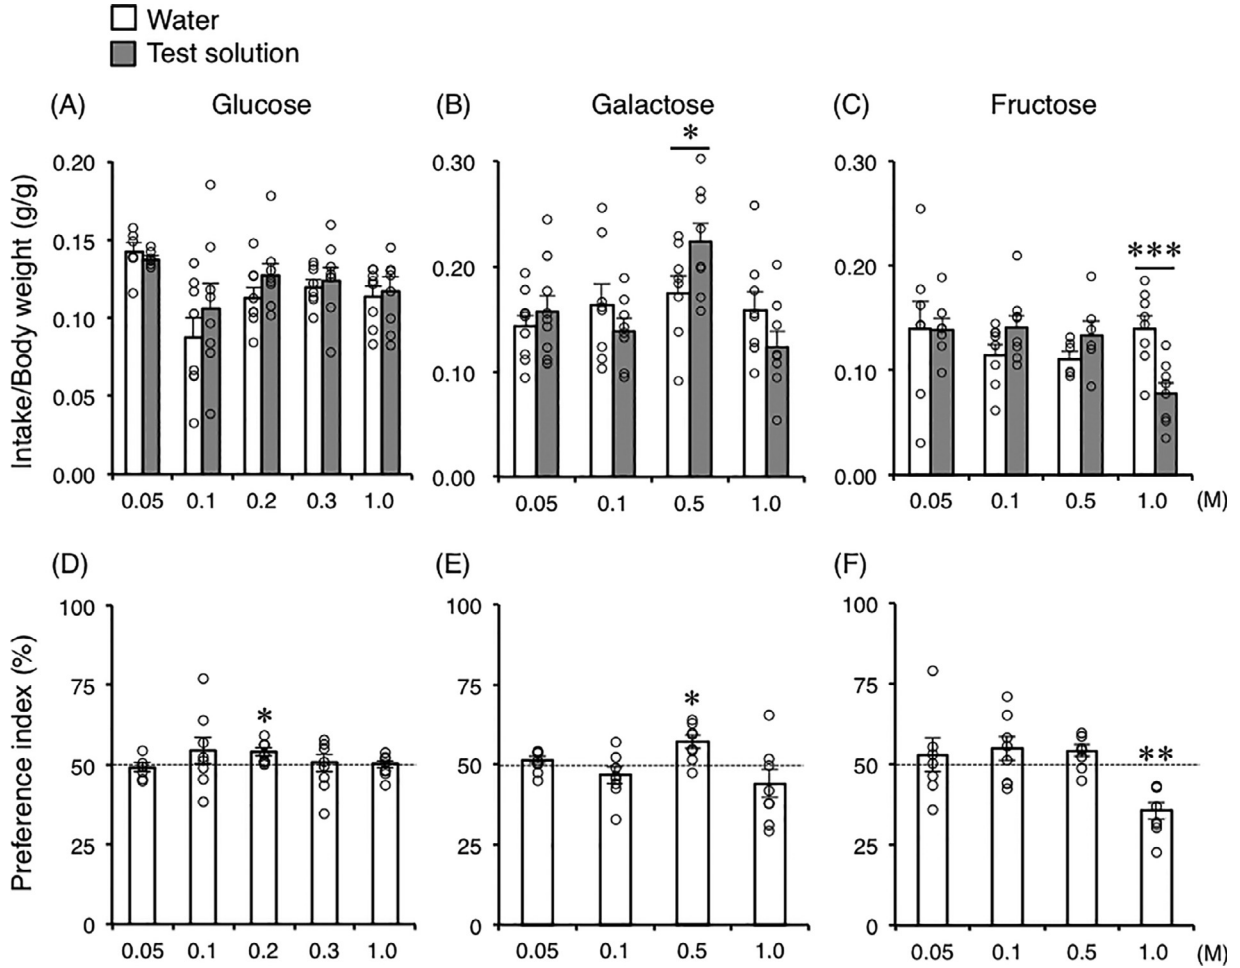 Water
Test solution
(A) Glucose (B) Galactose (C) Fructose
Intake/Body weight (g/g)
0.20
0.15
0.10
0.05
0.00
0.05 0.1 0.2 0.3 1.0
*
0.30
0.20
0.10
0.00
0.05 0.1 0.5 1.0
***
0.30
0.20
0.10
0.00
0.05 0.1 0.5 1.0 (M)
(D) (E) (F)
Preference index (%)
100
75
50
25
0
*
0.05 0.1 0.2 0.3 1.0
100
75
50
25
0
*
0.05 0.1 0.5 1.0
100
75
50
25
0
**
0.05 0.1 0.5 1.0 (M)